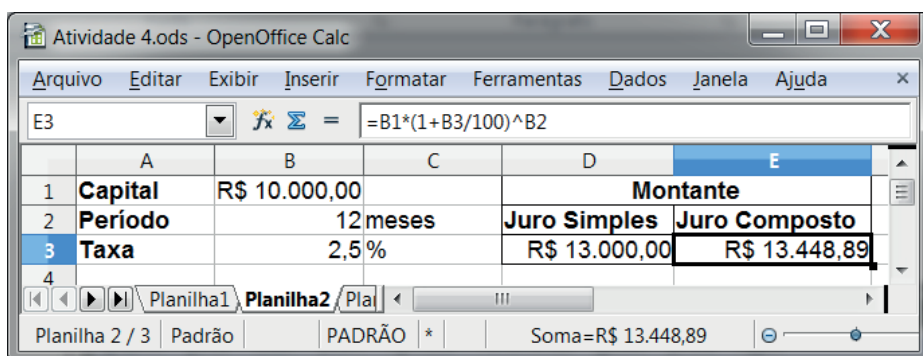 Atividade 4.ods - OpenOffice Calc
Arquivo Editar Exibir Inserir Formatar Ferramentas Dados Janela Ajuda
E3 =B1*(1+B3/100)^B2
A B C D E
1 Capital R$ 10.000,00 Montante
2 Período 12 meses Juro Simples Juro Composto
3 Taxa 2,5 % R$ 13.000,00 R$ 13.448,89
4
Planilha1 Planilha2
Planilha 2 / 3 Padrão PADRÃO * Soma=R$ 13.448,89